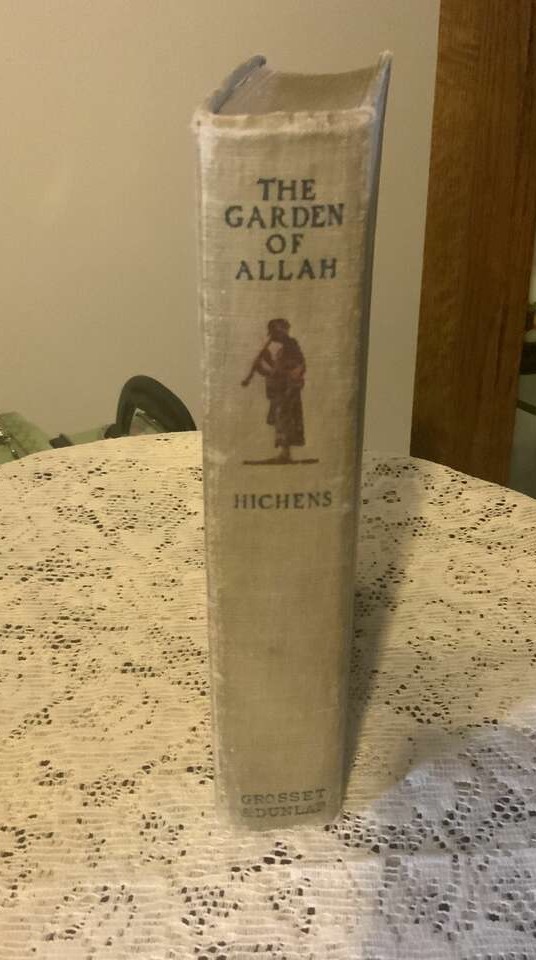 THE
GARDEN
OF
ALLAH
HICHENS
GROSSET
& DUNLAP